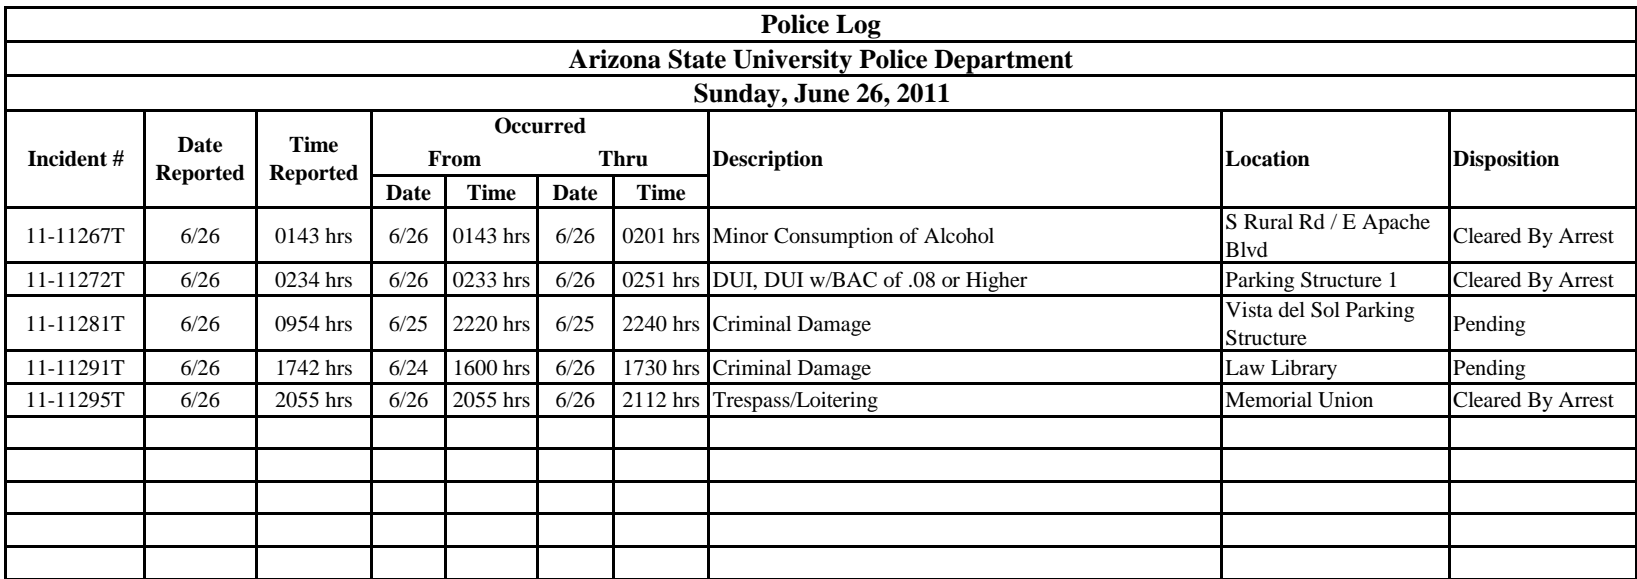 Police Log
Arizona State University Police Department
Sunday, June 26, 2011
Incident # Date Reported Time Reported Occurred From Thru Description Location Disposition
Date Time Date Time
11-11267T 6/26 0143 hrs 6/26 0143 hrs 6/26 0201 hrs Minor Consumption of Alcohol S Rural Rd / E Apache Blvd Cleared By Arrest
11-11272T 6/26 0234 hrs 6/26 0233 hrs 6/26 0251 hrs DUI, DUI w/BAC of .08 or Higher Parking Structure 1 Cleared By Arrest
11-11281T 6/26 0954 hrs 6/25 2220 hrs 6/25 2240 hrs Criminal Damage Vista del Sol Parking Structure Pending
11-11291T 6/26 1742 hrs 6/24 1600 hrs 6/26 1730 hrs Criminal Damage Law Library Pending
11-11295T 6/26 2055 hrs 6/26 2055 hrs 6/26 2112 hrs Trespass/Loitering Memorial Union Cleared By Arrest